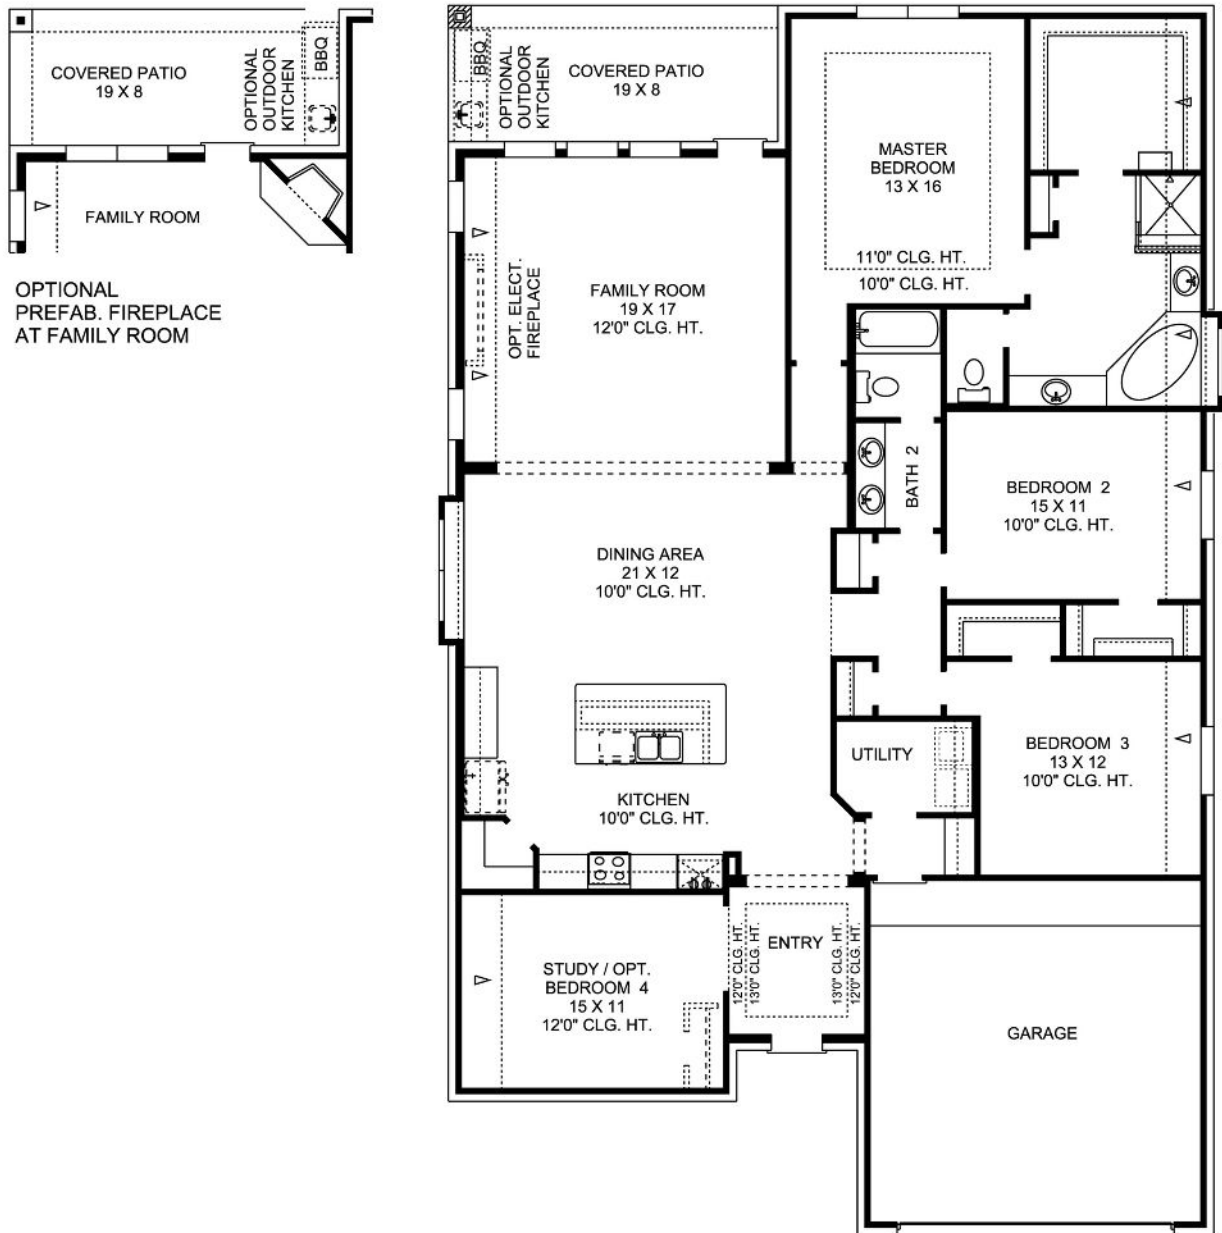 COVERED PATIO
19 X 8
OPTIONAL
OUTDOOR
KITCHEN
BBQ
FAMILY ROOM
OPTIONAL
PREFAB. FIREPLACE
AT FAMILY ROOM
BBQ
OPTIONAL
OUTDOOR
KITCHEN
COVERED PATIO
19 X 8
MASTER
BEDROOM
13 X 16
11'0" CLG. HT.
10'0" CLG. HT.
OPT. ELECT.
FIREPLACE
FAMILY ROOM
19 X 17
12'0" CLG. HT.
BATH 2
BEDROOM 2
15 X 11
10'0" CLG. HT.
DINING AREA
21 X 12
10'0" CLG. HT.
UTILITY
BEDROOM 3
13 X 12
10'0" CLG. HT.
KITCHEN
10'0" CLG. HT.
STUDY / OPT.
BEDROOM 4
15 X 11
12'0" CLG. HT.
12'0" CLG. HT.
13'0" CLG. HT.
ENTRY
13'0" CLG. HT.
12'0" CLG. HT.
GARAGE